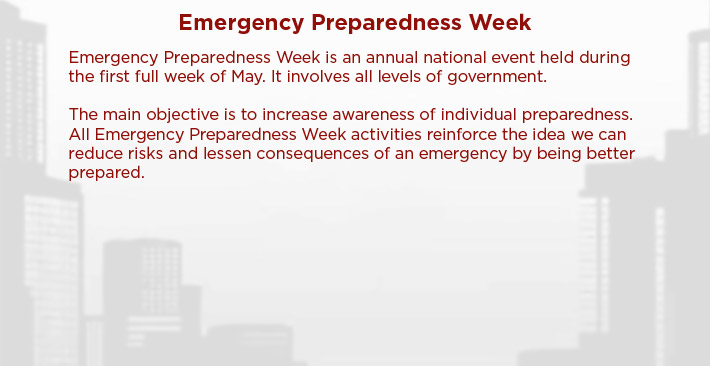 Emergency Preparedness Week
Emergency Preparedness Week is an annual national event held during
the first full week of May. It involves all levels of government.
The main objective is to increase awareness of individual preparedness.
All Emergency Preparedness Week activities reinforce the idea we can
reduce risks and lessen consequences of an emergency by being better
prepared.